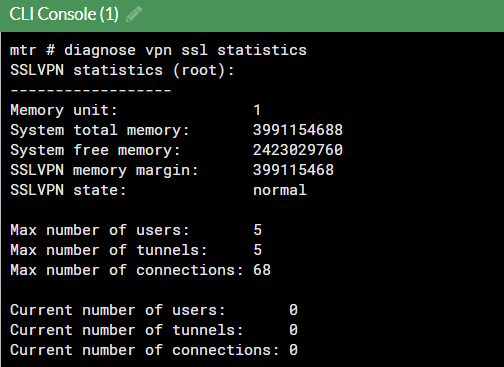 CLI Console (1)
mtr # diagnose vpn ssl statistics
SSLVPN statistics (root):
------------------
Memory unit:               1
System total memory:       3991154688
System free memory:        2423029760
SSLVPN memory margin:      399115468
SSLVPN state:              normal
Max number of users:       5
Max number of tunnels:     5
Max number of connections: 68
Current number of users:       0
Current number of tunnels:     0
Current number of connections: 0